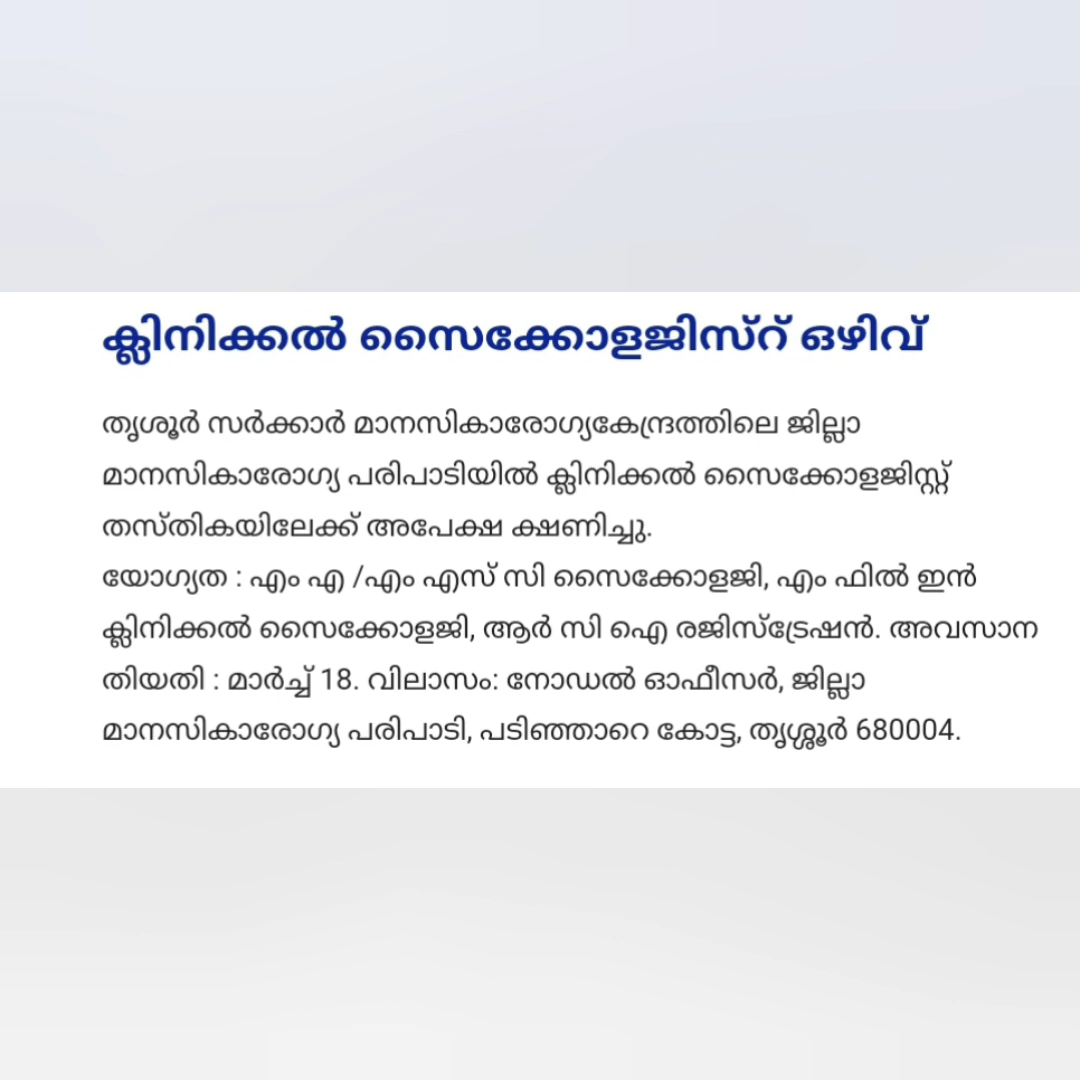 ക്ലിനിക്കൽ സൈക്കോളജിസ്റ് ഒഴിവ്
തൃശൂർ സർക്കാർ മാനസികാരോഗ്യകേന്ദ്രത്തിലെ ജില്ലാ
മാനസികാരോഗ്യ പരിപാടിയിൽ ക്ലിനിക്കൽ സൈക്കോളജിസ്റ്റ്
തസ്തികയിലേക്ക് അപേക്ഷ ക്ഷണിച്ചു.
യോഗ്യത : എം എ /എം എസ് സി സൈക്കോളജി, എം ഫിൽ ഇൻ
ക്ലിനിക്കൽ സൈക്കോളജി, ആർ സി ഐ രജിസ്ട്രേഷൻ. അവസാന
തിയതി : മാർച്ച് 18. വിലാസം: നോഡൽ ഓഫീസർ, ജില്ലാ
മാനസികാരോഗ്യ പരിപാടി, പടിഞ്ഞാറെ കോട്ട, തൃശ്ശൂർ 680004.